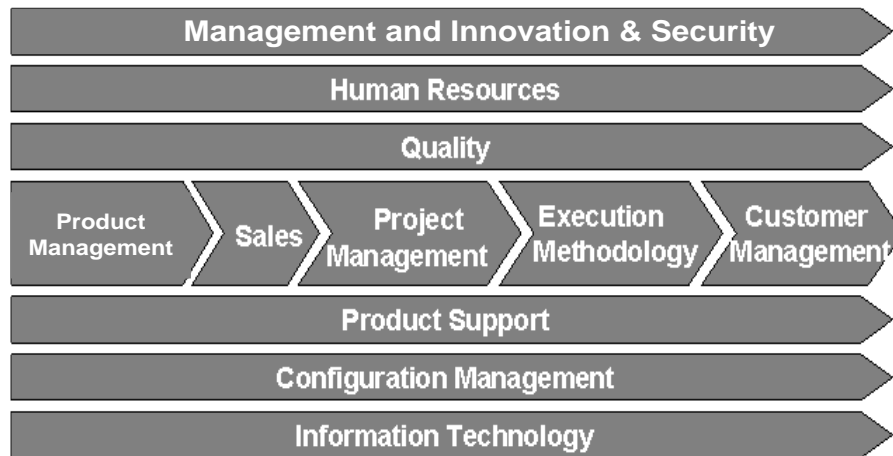 Management and Innovation & Security
Human Resources
Quality
Product
Management
Sales
Project
Management
Execution
Methodology
Customer
Management
Product Support
Configuration Management
Information Technology